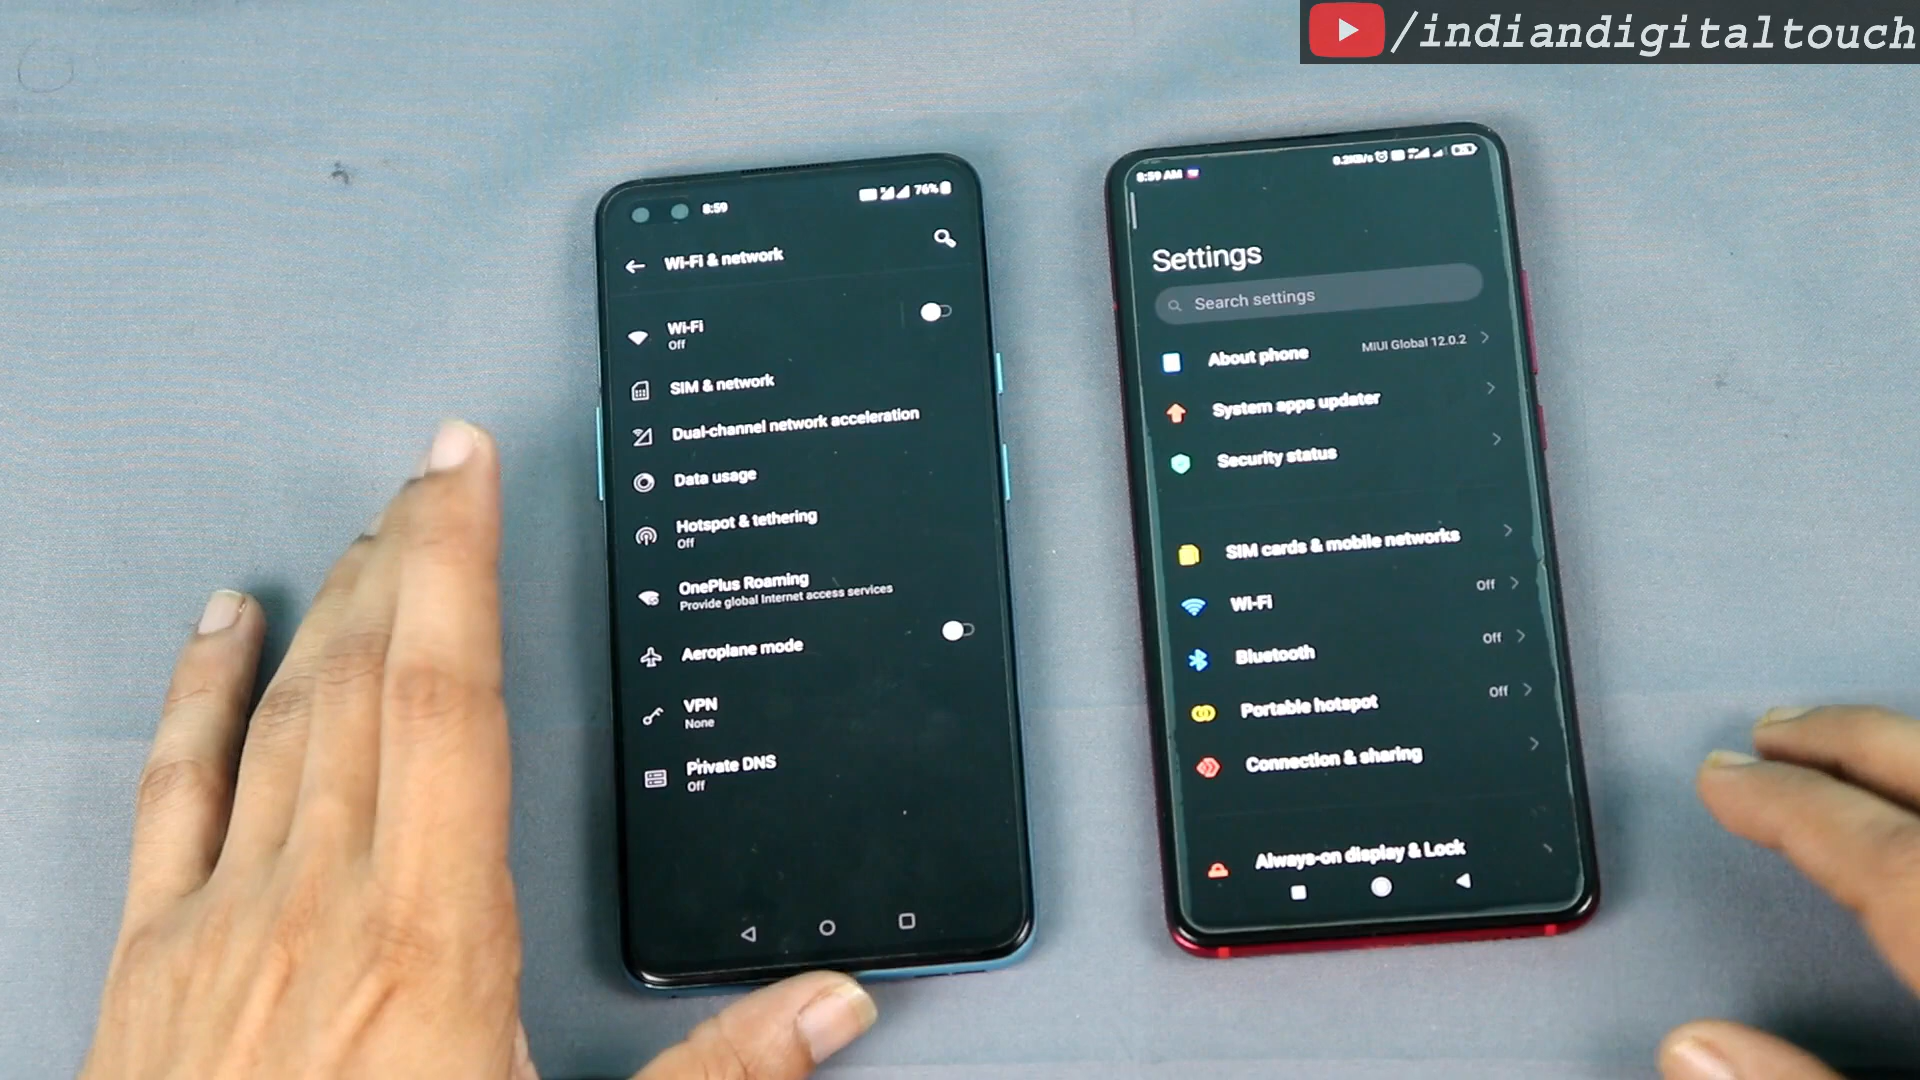 /indiandigitaltouch
8:59
76%
Wi-Fi & network
Wi-Fi
Off
SIM & network
Dual-channel network acceleration
Data usage
Hotspot & tethering
Off
OnePlus Roaming
Provide global Internet access services
Aeroplane mode
VPN
None
Private DNS
Off
8:59 AM
0.2KB/s
Settings
Search settings
About phone
MIUI Global 12.0.2
System apps updater
Security status
SIM cards & mobile networks
Wi-Fi
Off
Bluetooth
Off
Portable hotspot
Off
Connection & sharing
Always-on display & Lock